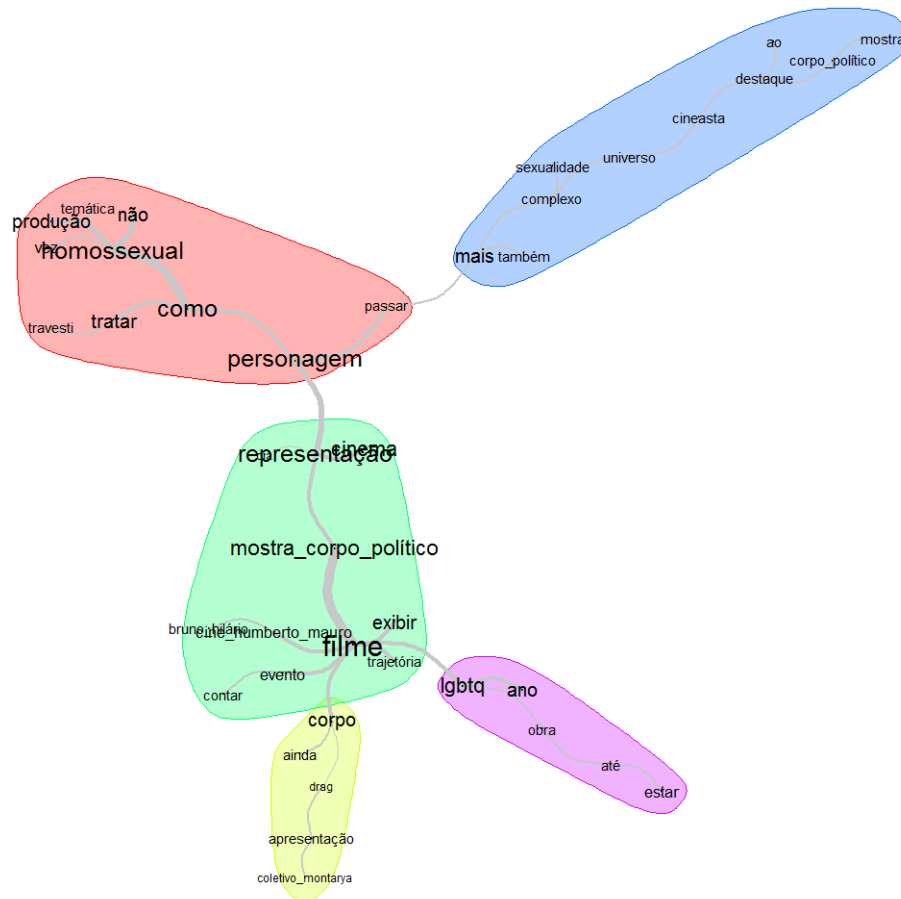 ao
mostra
corpo_político
destaque
cineasta
universo
sexualidade
complexo
mais
também
temática
produção
não
vez
homossexual
como
passar
tratar
travesti
personagem
cinema
representação
mostra_corpo_político
exibir
bruno_hilário
cine_humberto_mauro
filme
trajetória
evento
contar
lgbtq
ano
corpo
obra
ainda
até
drag
estar
apresentação
coletivo_montarya